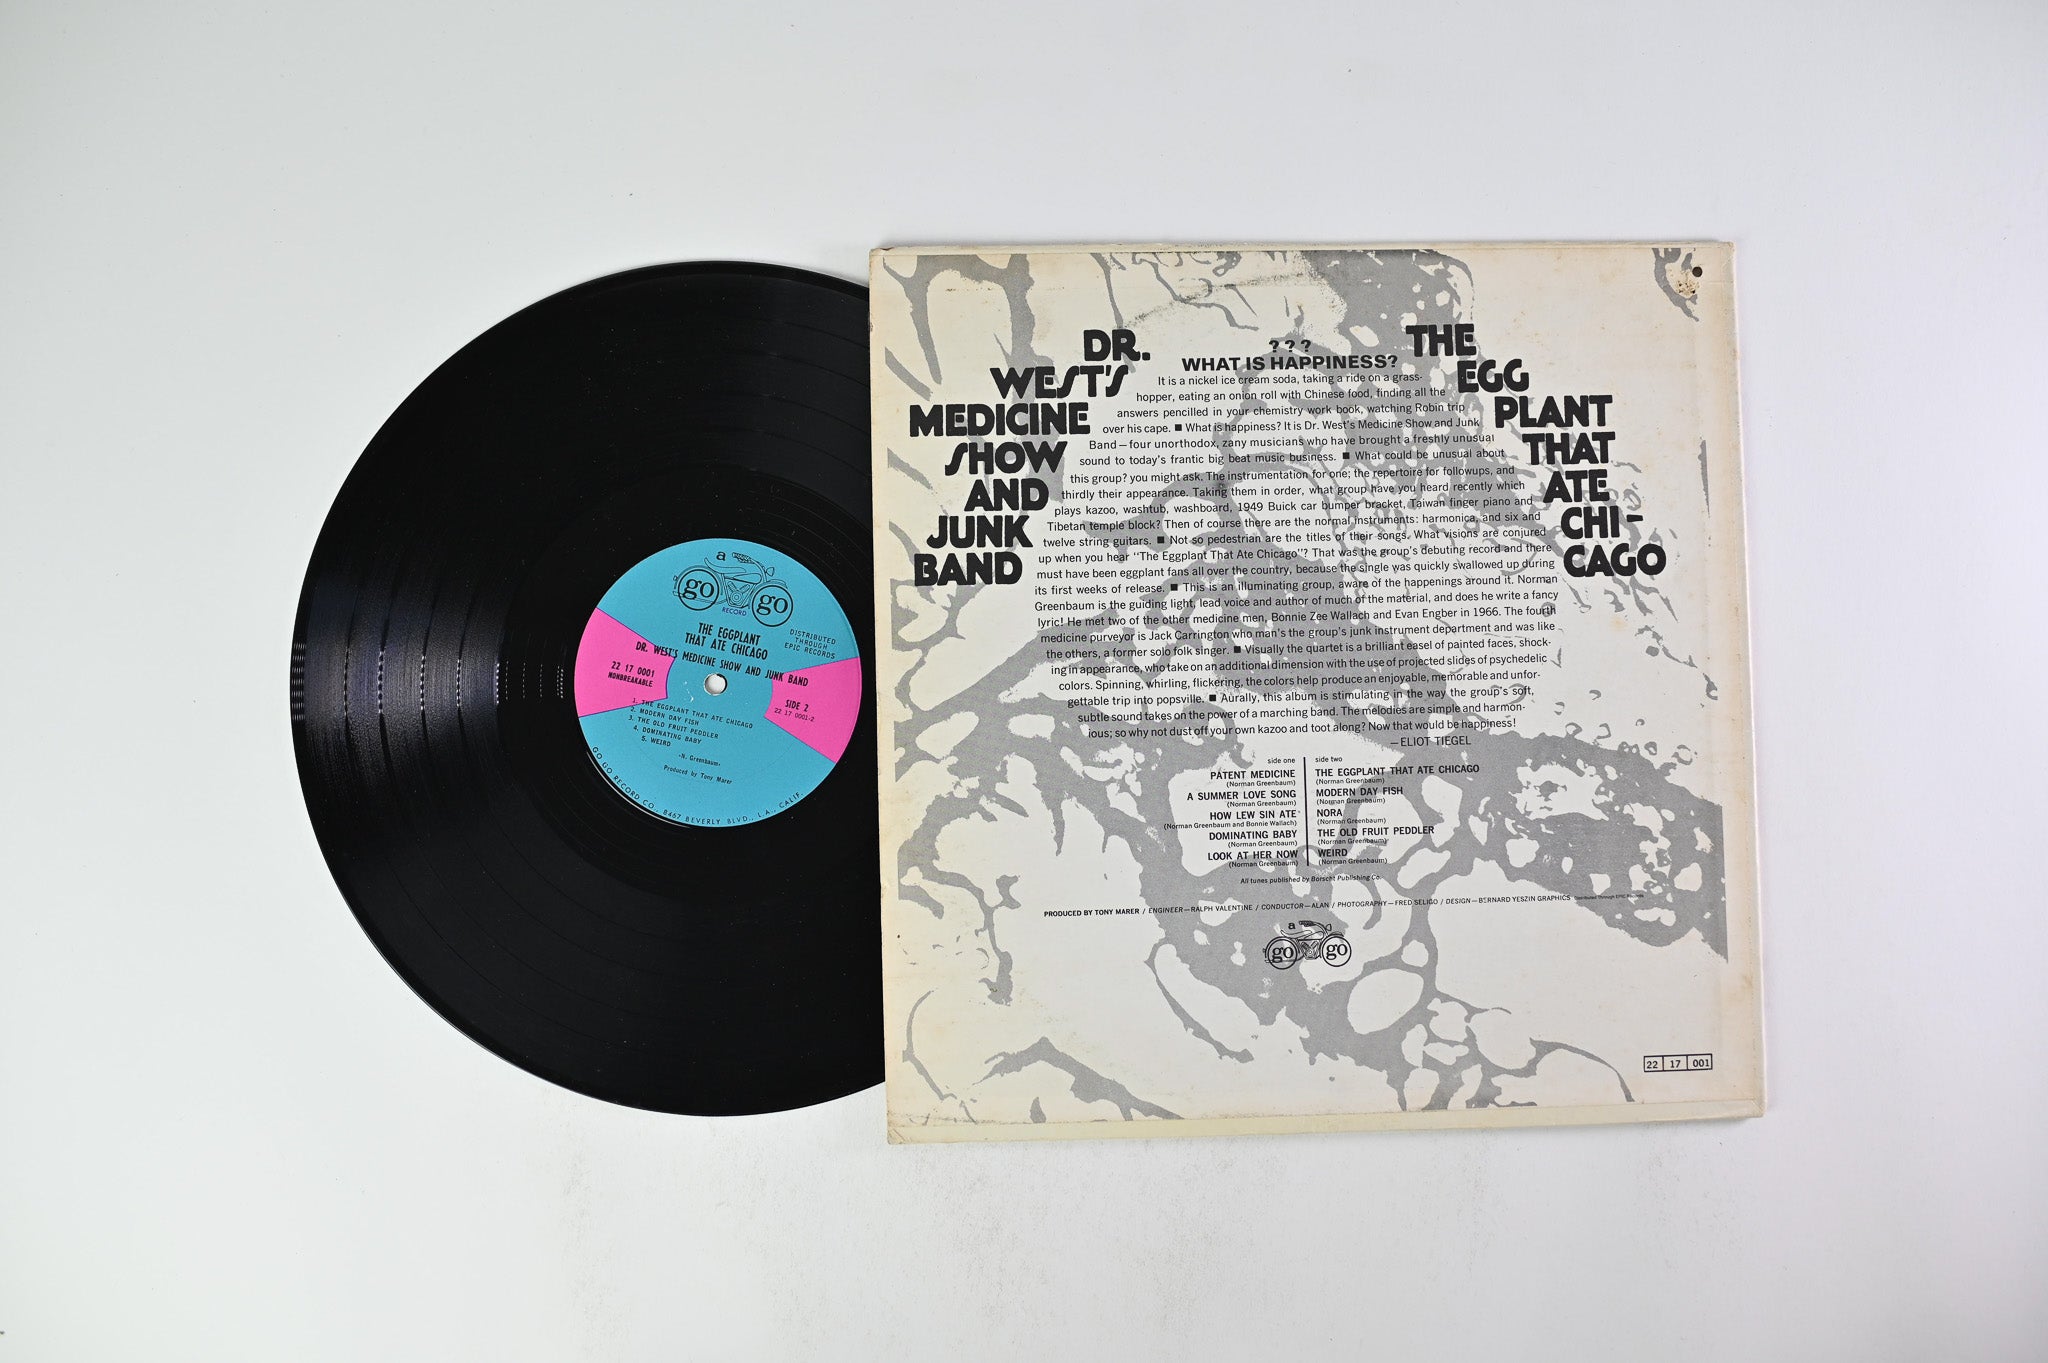 a
go go
RECORD
THE EGGPLANT
THAT ATE CHICAGO
DISTRIBUTED
THROUGH
EPIC RECORDS
DR. WEST'S MEDICINE SHOW AND JUNK BAND
22 17 0001
NONBREAKABLE
SIDE 2
22 17 0001-2
1. THE EGGPLANT THAT ATE CHICAGO
2. MODERN DAY FISH
3. THE OLD FRUIT PEDDLER
4. DOMINATING BABY
5. WEIRD
-N. Greenbaum-
Produced by Tony Marer
GO GO RECORD CO., 8467 BEVERLY BLVD., L.A., CALIF.
DR.
WEST'S
MEDICINE
SHOW
AND
JUNK
BAND
THE
EGG
PLANT
THAT
ATE
CHI-
CAGO
? ? ?
WHAT IS HAPPINESS?
It is a nickel ice cream soda, taking a ride on a grass-
hopper, eating an onion roll with Chinese food, finding all the
answers pencilled in your chemistry work book, watching Robin trip
over his cape. ■ What is happiness? It is Dr. West's Medicine Show and Junk
Band—four unorthodox, zany musicians who have brought a freshly unusual
sound to today's frantic big beat music business. ■ What could be unusual about
this group? you might ask. The instrumentation for one; the repertoire for followups, and
thirdly their appearance. Taking them in order, what group have you heard recently which
plays kazoo, washtub, washboard, 1949 Buick car bumper bracket, Taiwan finger piano and
Tibetan temple block? Then of course there are the normal instruments: harmonica, and six and
twelve string guitars. ■ Not so pedestrian are the titles of their songs. What visions are conjured
up when you hear "The Eggplant That Ate Chicago"? That was the group's debuting record and there
must have been eggplant fans all over the country, because the single was quickly swallowed up during
its first weeks of release. ■ This is an illuminating group, aware of the happenings around it. Norman
Greenbaum is the guiding light, lead voice and author of much of the material, and does he write a fancy
lyric! He met two of the other medicine men, Bonnie Zee Wallach and Evan Engber in 1966. The fourth
medicine purveyor is Jack Carrington who man's the group's junk instrument department and was like
the others, a former solo folk singer. ■ Visually the quartet is a brilliant easel of painted faces, shock-
ing in appearance, who take on an additional dimension with the use of projected slides of psychedelic
colors. Spinning, whirling, flickering, the colors help produce an enjoyable, memorable and unfor-
gettable trip into popsville. ■ Aurally, this album is stimulating in the way the group's soft,
subtle sound takes on the power of a marching band. The melodies are simple and harmon-
ious; so why not dust off your own kazoo and toot along? Now that would be happiness!
—ELIOT TIEGEL
side one
PATENT MEDICINE
(Norman Greenbaum)
A SUMMER LOVE SONG
(Norman Greenbaum)
HOW LEW SIN ATE
(Norman Greenbaum and Bonnie Wallach)
DOMINATING BABY
(Norman Greenbaum)
LOOK AT HER NOW
(Norman Greenbaum)
side two
THE EGGPLANT THAT ATE CHICAGO
(Norman Greenbaum)
MODERN DAY FISH
(Norman Greenbaum)
NORA
(Norman Greenbaum)
THE OLD FRUIT PEDDLER
(Norman Greenbaum)
WEIRD
(Norman Greenbaum)
All tunes published by Borscht Publishing Co.
PRODUCED BY TONY MARER / ENGINEER—RALPH VALENTINE / CONDUCTOR—ALAN / PHOTOGRAPHY—FRED SELIGO / DESIGN—BERNARD YESZIN GRAPHICS Distributed Through EPIC Records
a
go go
22 17 001